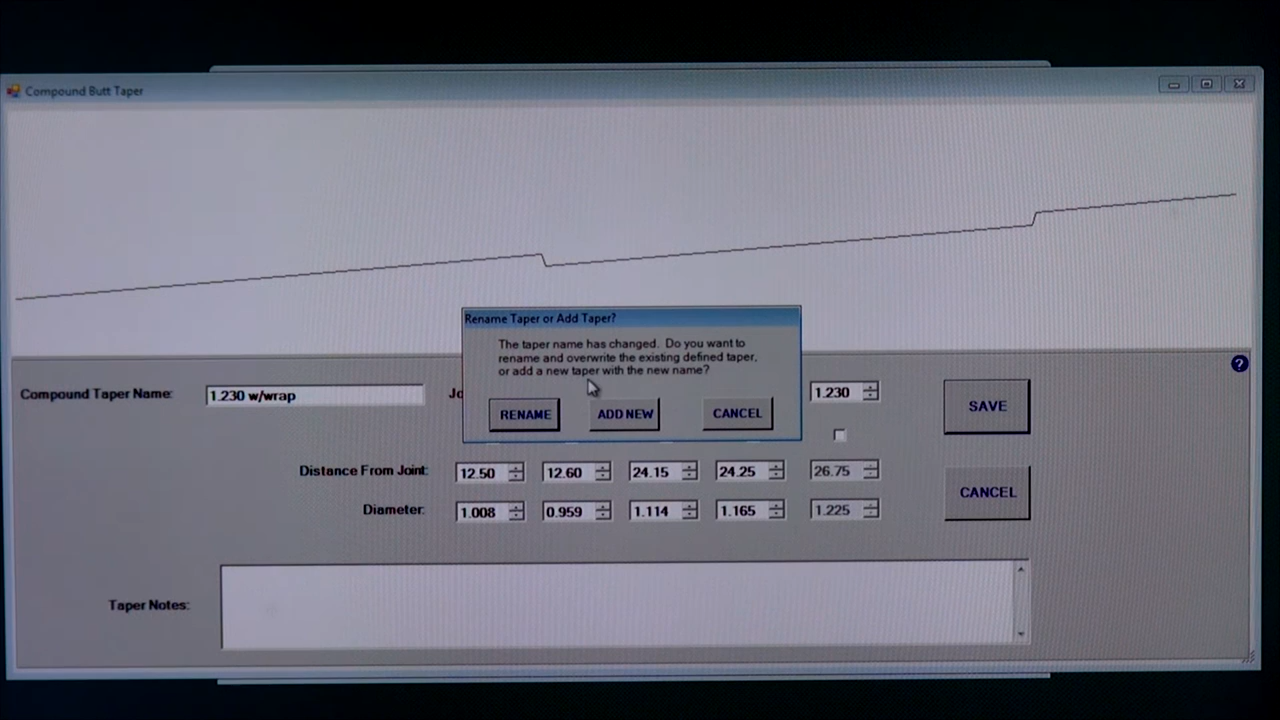 Compound Butt Taper
Rename Taper or Add Taper?
The taper name has changed. Do you want to
rename and overwrite the existing defined taper,
or add a new taper with the new name?
RENAME ADD NEW CANCEL
Compound Taper Name: 1.230 w/wrap Jo 1.230 SAVE
Distance From Joint: 12.50 12.60 24.15 24.25 26.75
CANCEL
Diameter: 1.008 0.959 1.114 1.165 1.225
Taper Notes: